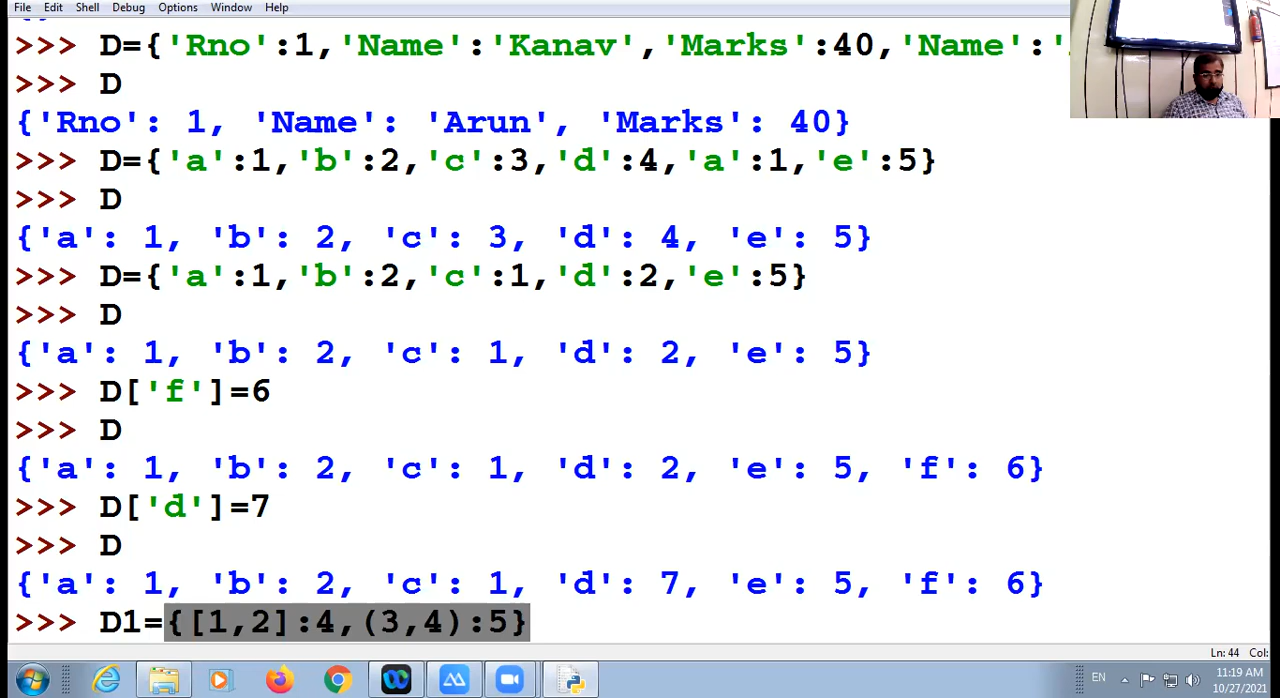 File Edit Shell Debug Options Window Help
>>> D={'Rno':1,'Name':'Kanav','Marks':40,'Name':'
>>> D
{'Rno': 1, 'Name': 'Arun', 'Marks': 40}
>>> D={'a':1,'b':2,'c':3,'d':4,'a':1,'e':5}
>>> D
{'a': 1, 'b': 2, 'c': 3, 'd': 4, 'e': 5}
>>> D={'a':1,'b':2,'c':1,'d':2,'e':5}
>>> D
{'a': 1, 'b': 2, 'c': 1, 'd': 2, 'e': 5}
>>> D['f']=6
>>> D
{'a': 1, 'b': 2, 'c': 1, 'd': 2, 'e': 5, 'f': 6}
>>> D['d']=7
>>> D
{'a': 1, 'b': 2, 'c': 1, 'd': 7, 'e': 5, 'f': 6}
>>> D1={[1,2]:4,(3,4):5}
Ln: 44 Col:
EN 11:19 AM
10/27/2021